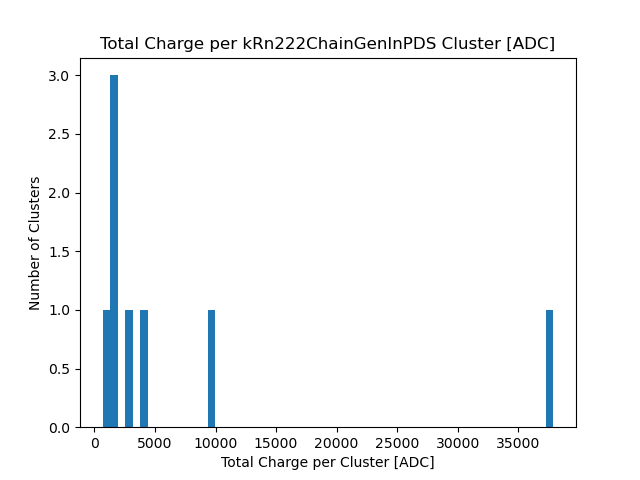 Total Charge per kRn222ChainGenInPDS Cluster [ADC]
3.0
2.5
2.0
1.5
1.0
0.5
0.0
Number of Clusters
0 5000 10000 15000 20000 25000 30000 35000
Total Charge per Cluster [ADC]